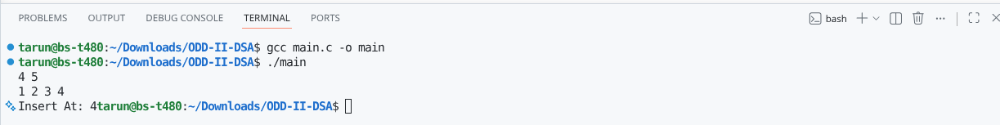 PROBLEMS OUTPUT DEBUG CONSOLE TERMINAL PORTS bash
tarun@bs-t480:~/Downloads/ODD-II-DSA$ gcc main.c -o main
tarun@bs-t480:~/Downloads/ODD-II-DSA$ ./main
4 5
1 2 3 4
Insert At: 4tarun@bs-t480:~/Downloads/ODD-II-DSA$